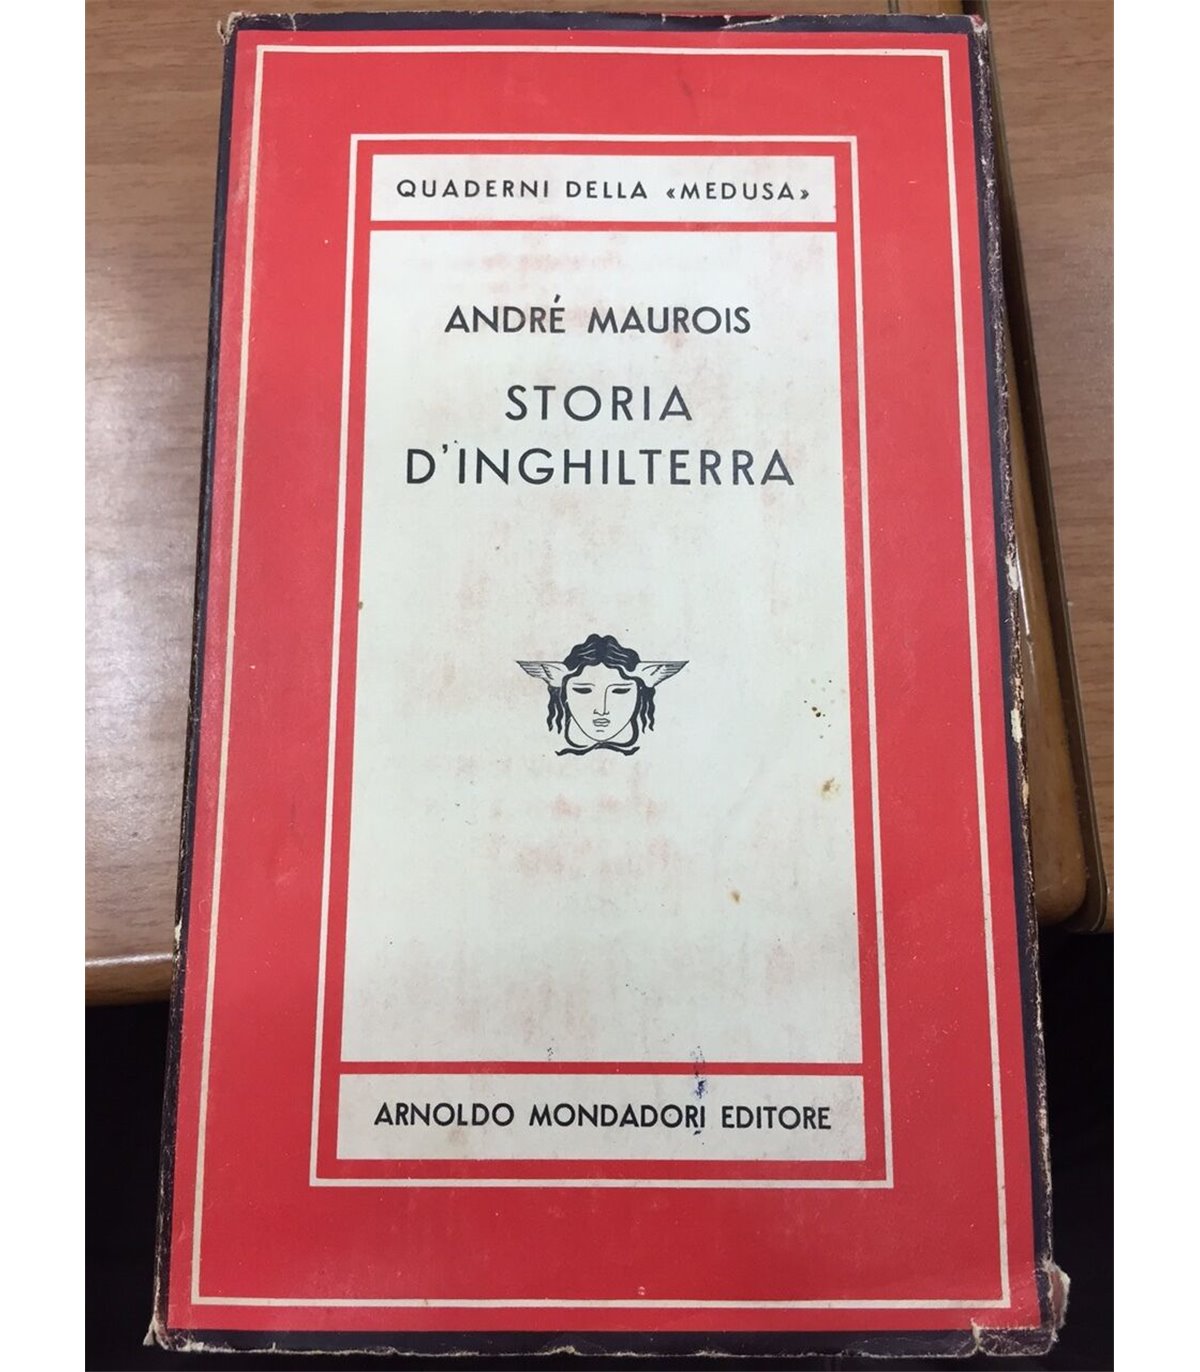 QUADERNI DELLA «MEDUSA»
ANDRÉ MAUROIS
STORIA
D'INGHILTERRA
ARNOLDO MONDADORI EDITORE